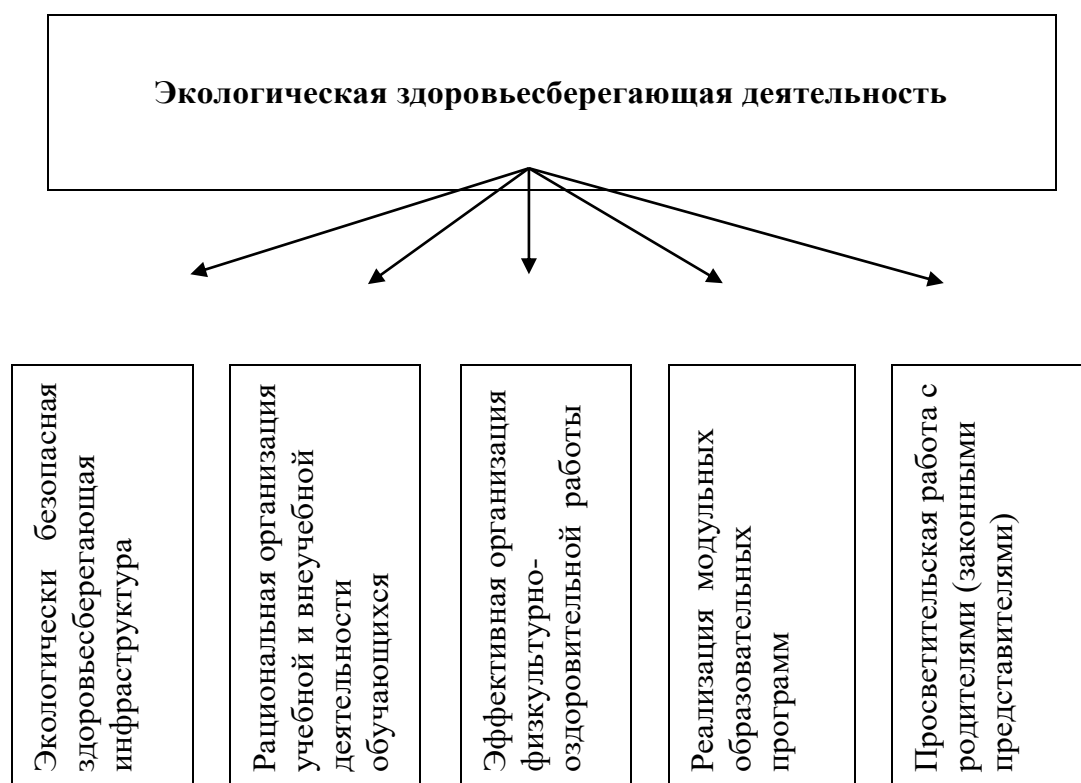 Экологическая здоровьесберегающая деятельность
Экологически безопасная
здоровьесберегающая
инфраструктура
Рациональная организация
учебной и внеучебной
деятельности
обучающихся
Эффективная организация
физкультурно-
оздоровительной работы
Реализация модульных
образовательных
программ
Просветительская работа с
родителями (законными
представителями)